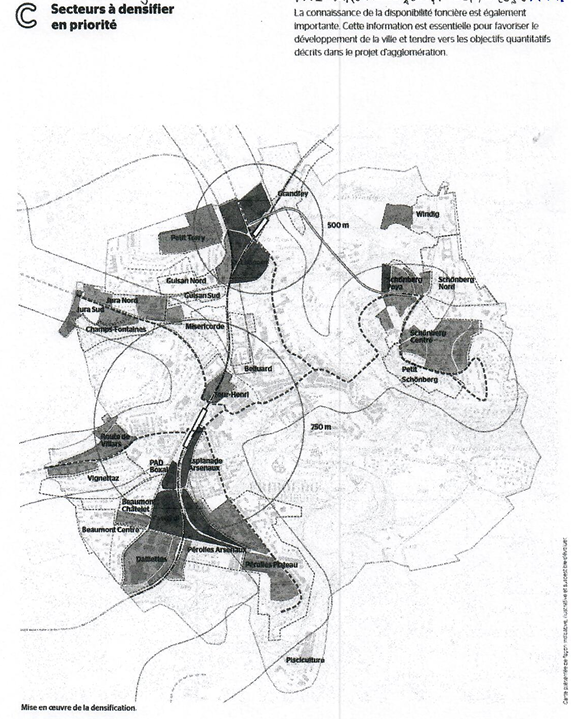 C Secteurs à densifier
en priorité
La connaissance de la disponibilité foncière est également
importante. Cette information est essentielle pour favoriser le
développement de la ville et tendre vers les objectifs quantitatifs
décrits dans le projet d'agglomération.
Grandfey
Windig
500 m
Petit Torry
Guisan Nord
Guisan Sud
Schönberg
Schönberg
Nord
Jura Nord
Jura Sud
Champs-Fontaines
Misericorde
Schönberg
Centre
Petit
Schönberg
Belluard
Tour-Henri
750 m
Route de
Villars
Vignettaz
PAD
Boxal
Esplanade
Arsenaux
Beaumont
Châtelet
Beaumont Centre
Pérolles Arsenaux
Daillettes
Pérolles Plateau
Pisciculture
Mise en œuvre de la densification.